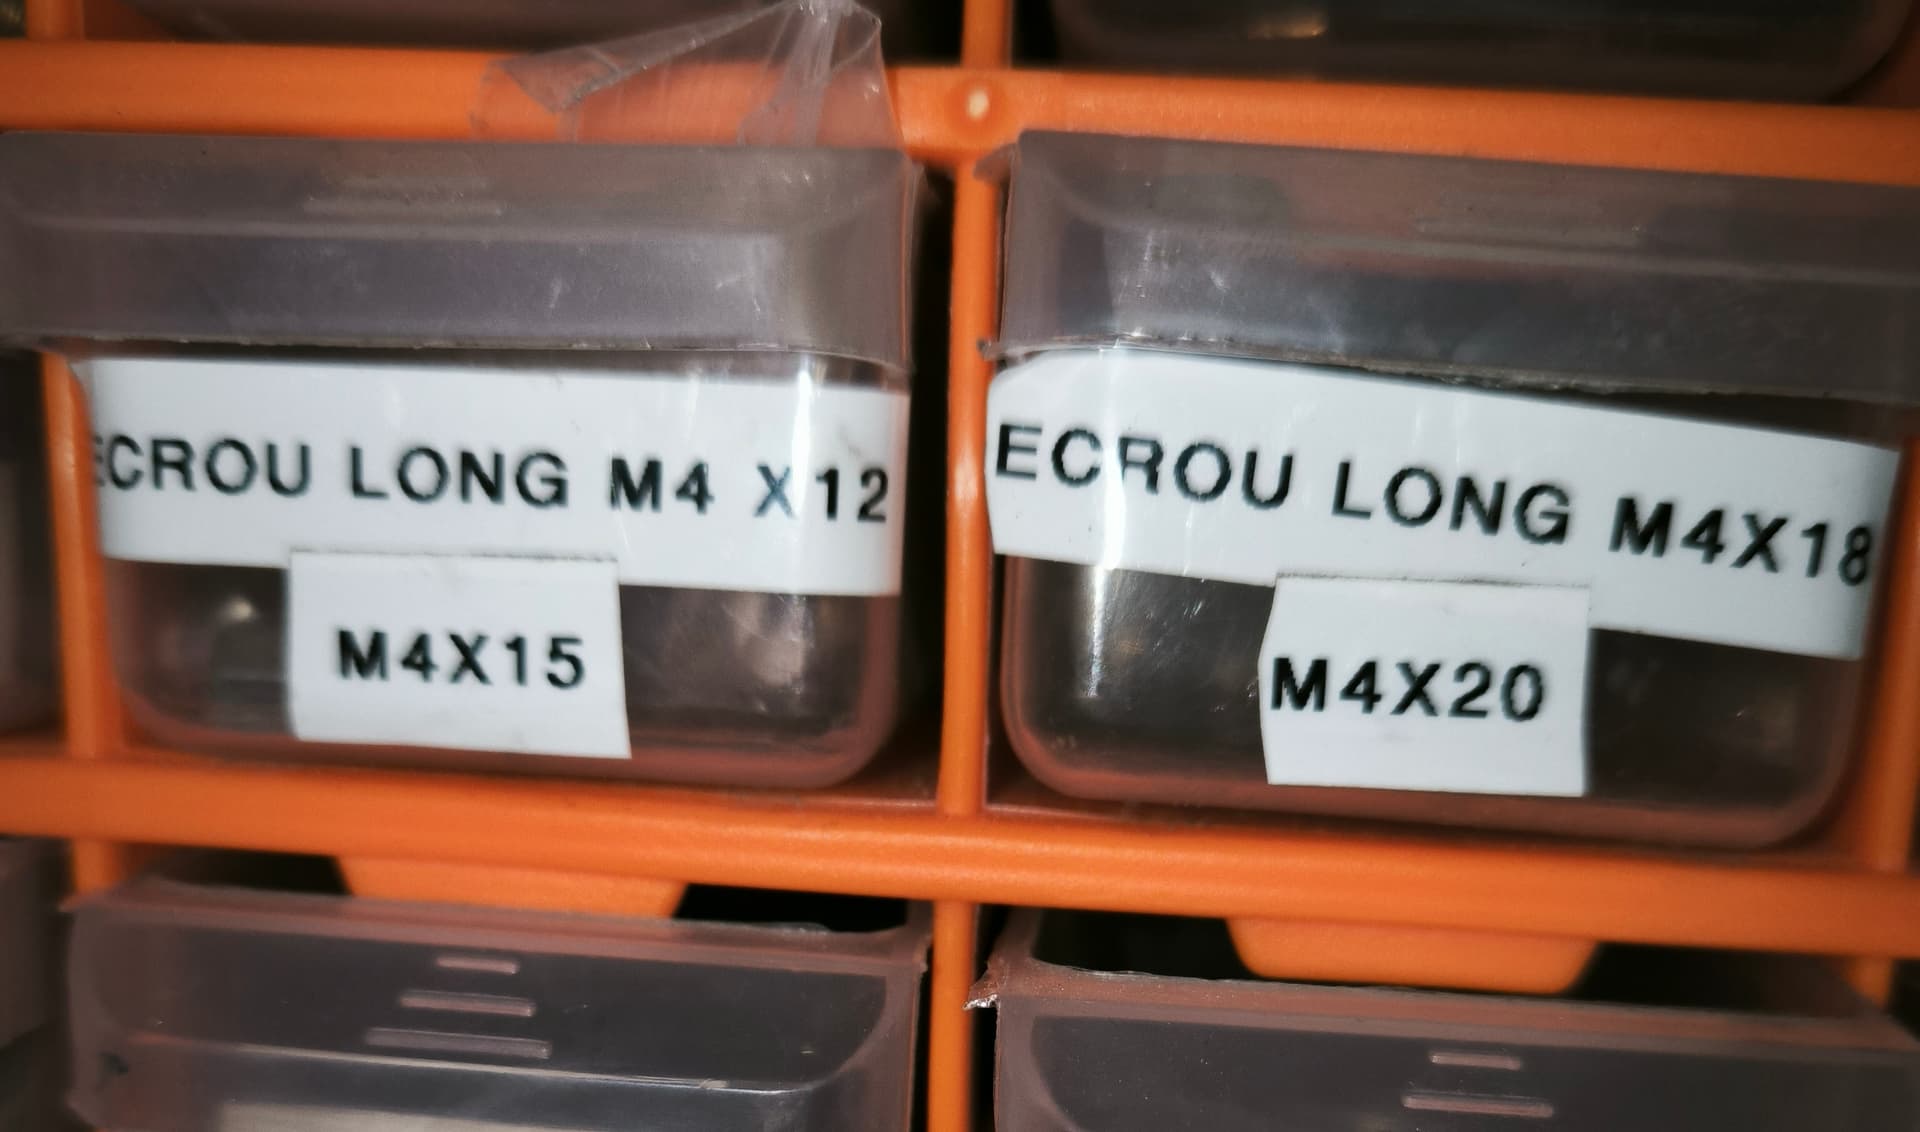 ECROU LONG M4 X12
M4X15
ECROU LONG M4X18
M4X20